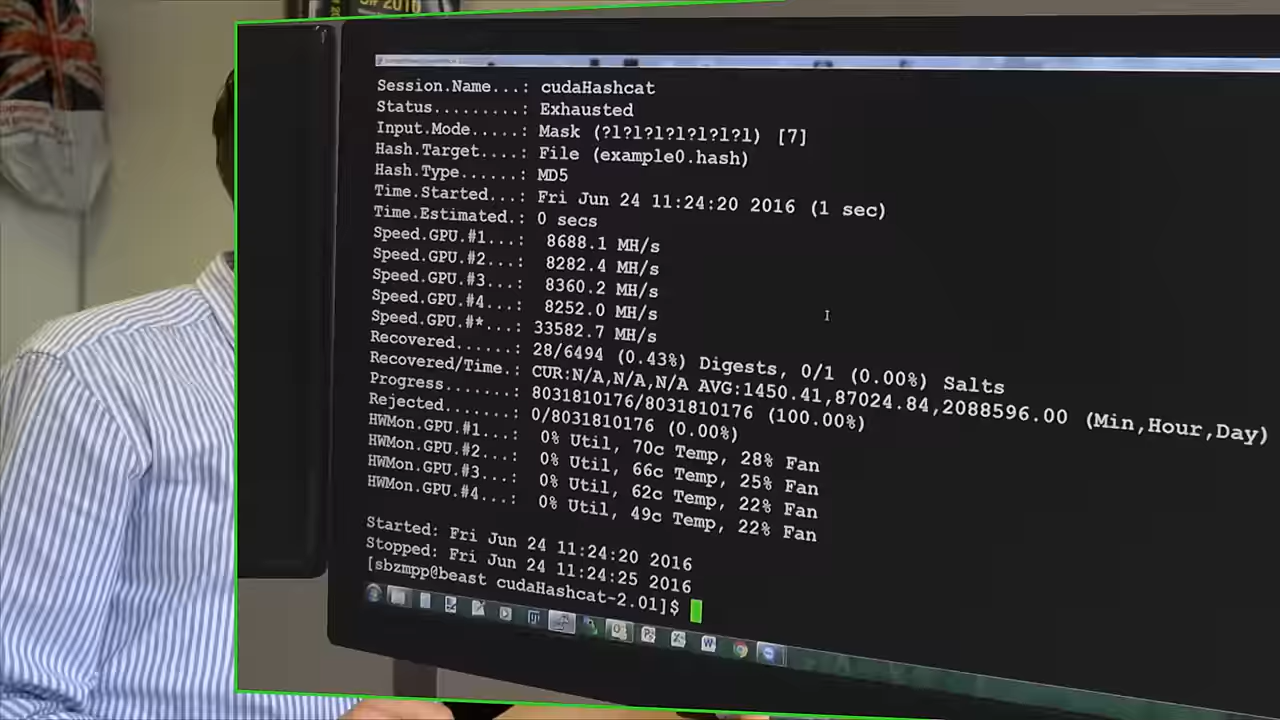 Session.Name...: cudaHashcat
Status.........: Exhausted
Input.Mode.....: Mask (?l?l?l?l?l?l?l) [7]
Hash.Target....: File (example0.hash)
Hash.Type......: MD5
Time.Started...: Fri Jun 24 11:24:20 2016 (1 sec)
Time.Estimated.: 0 secs
Speed.GPU.#1...: 8688.1 MH/s
Speed.GPU.#2...: 8282.4 MH/s
Speed.GPU.#3...: 8360.2 MH/s
Speed.GPU.#4...: 8252.0 MH/s
Speed.GPU.#*...: 33582.7 MH/s
Recovered......: 28/6494 (0.43%) Digests, 0/1 (0.00%) Salts
Recovered/Time.: CUR:N/A,N/A,N/A AVG:1450.41,87024.84,2088596.00 (Min,Hour,Day)
Progress.......: 8031810176/8031810176 (100.00%)
Rejected.......: 0/8031810176 (0.00%)
HWMon.GPU.#1...: 0% Util, 70c Temp, 28% Fan
HWMon.GPU.#2...: 0% Util, 66c Temp, 25% Fan
HWMon.GPU.#3...: 0% Util, 62c Temp, 22% Fan
HWMon.GPU.#4...: 0% Util, 49c Temp, 22% Fan
Started: Fri Jun 24 11:24:20 2016
Stopped: Fri Jun 24 11:24:25 2016
[sbzmpp@beast cudaHashcat-2.01]$